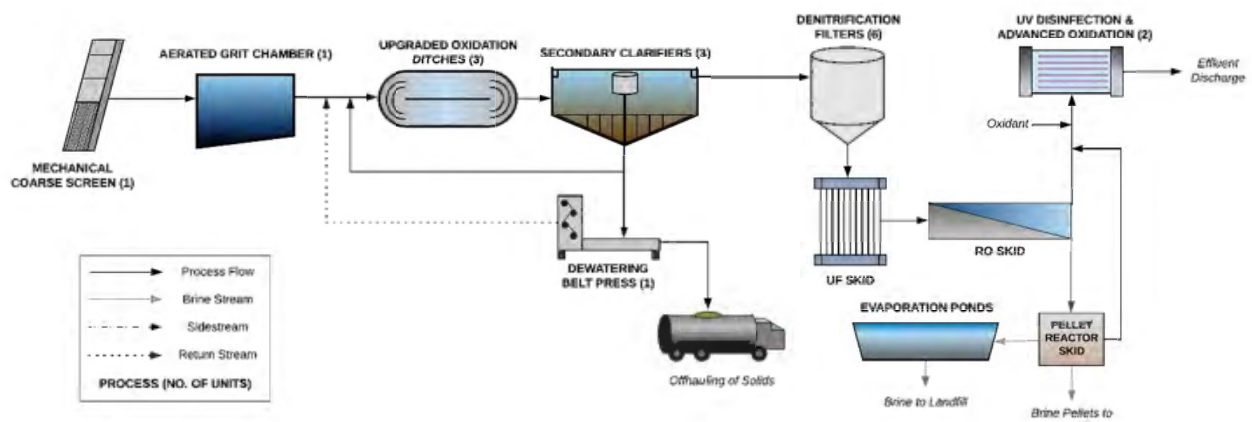 AERATED GRIT CHAMBER (1)
UPGRADED OXIDATION
DITCHES (3)
SECONDARY CLARIFIERS (3)
DENITRIFICATION
FILTERS (6)
UV DISINFECTION &
ADVANCED OXIDATION (2)
Effluent
Discharge
Oxidant
MECHANICAL
COARSE SCREEN (1)
DEWATERING
BELT PRESS (1)
UF SKID
RO SKID
Process Flow
Brine Stream
Sidestream
Return Stream
PROCESS (NO. OF UNITS)
Offhauling of Solids
EVAPORATION PONDS
PELLET
REACTOR
SKID
Brine to Landfill
Brine Pellets to